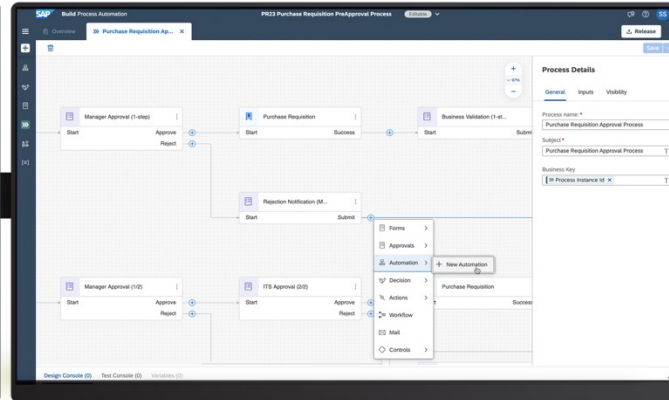 SAP Build Process Automation
PR23 Purchase Requisition PreApproval Process Editable
SS
Overview
Purchase Requisition Ap... ×
Release
Save
+
- 97%
−
Process Details
General Inputs Visibility
Process name: *
Purchase Requisition Approval Process
Subject *
Purchase Requisition Approval Process T
Business Key
Process Instance Id × T
Manager Approval (1-step)
Start Approve
Reject
Purchase Requisition
Start Success
Business Validation (1-st...
Start Submi
Rejection Notification (M...
Start Submit
Forms >
Approvals >
Automation >
+ New Automation
Decision >
Actions >
Workflow
Mail
Controls >
Manager Approval (1/2)
Start Approve
Reject
ITS Approval (2/2)
Start Approve
Reject
Purchase Requisition
Success
Design Console (0) Test Console (0) Variables (0)